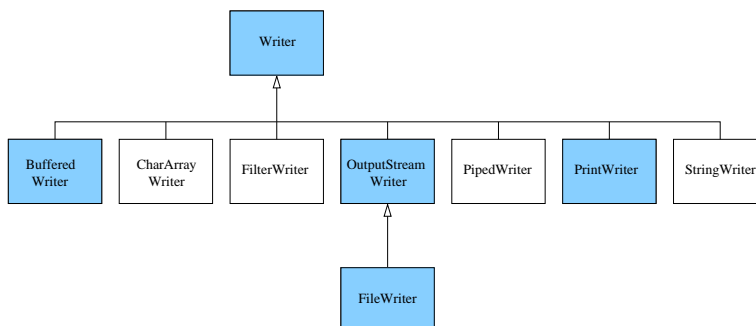 Writer
Buffered
Writer
CharArray
Writer
FilterWriter
OutputStream
Writer
PipedWriter
PrintWriter
StringWriter
FileWriter